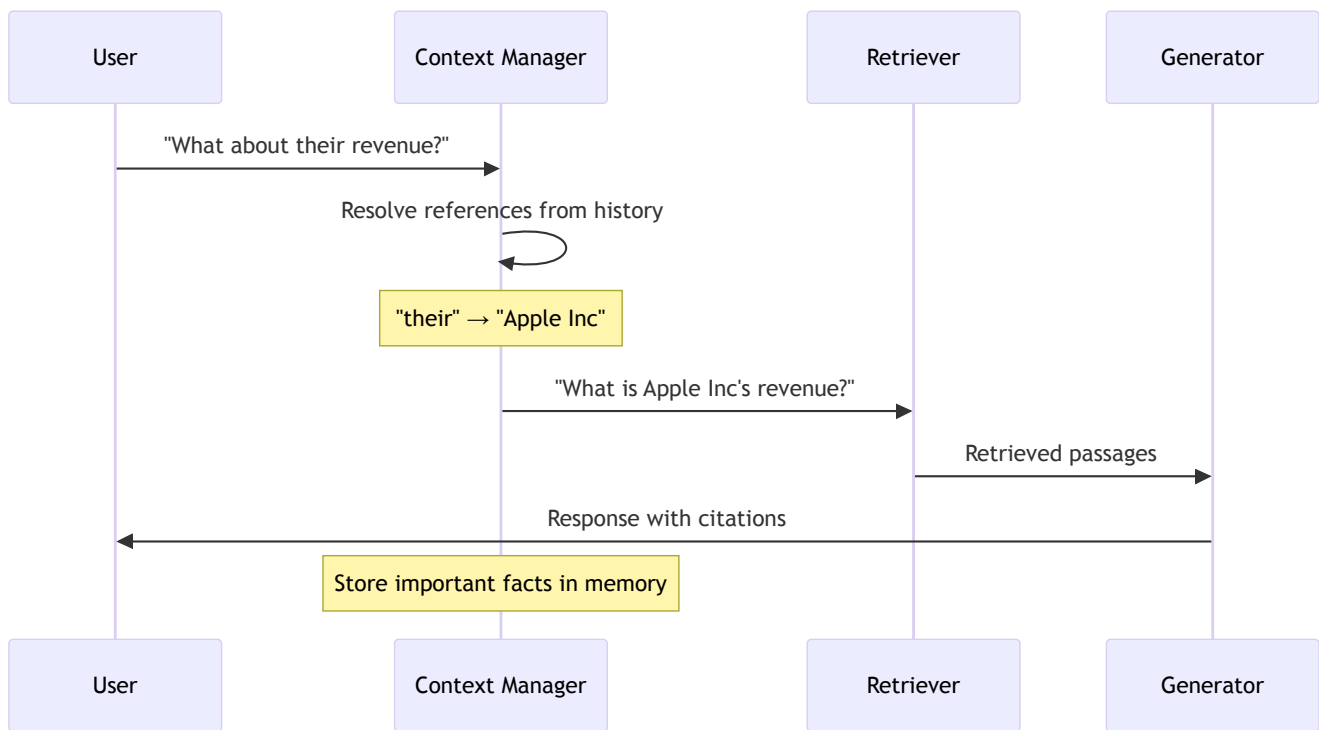 User
Context Manager
Retriever
Generator
"What about their revenue?"
Resolve references from history
"their" → "Apple Inc"
"What is Apple Inc's revenue?"
Retrieved passages
Response with citations
Store important facts in memory
User
Context Manager
Retriever
Generator